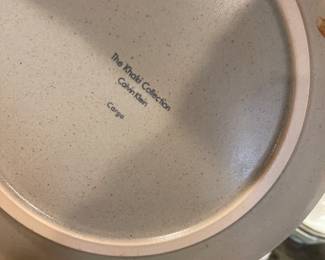 The Khaki Collection
Calvin Klein
Cargo